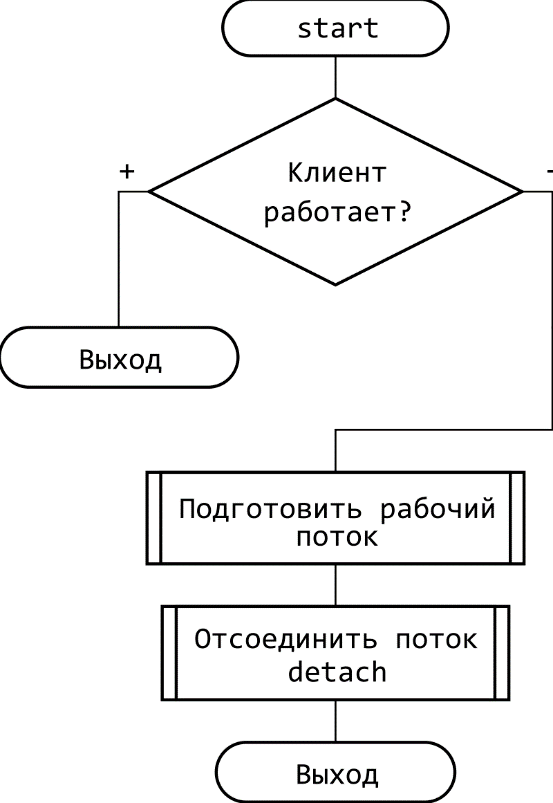 start
+
-
Клиент
работает?
Выход
Подготовить рабочий
поток
Отсоединить поток
detach
Выход